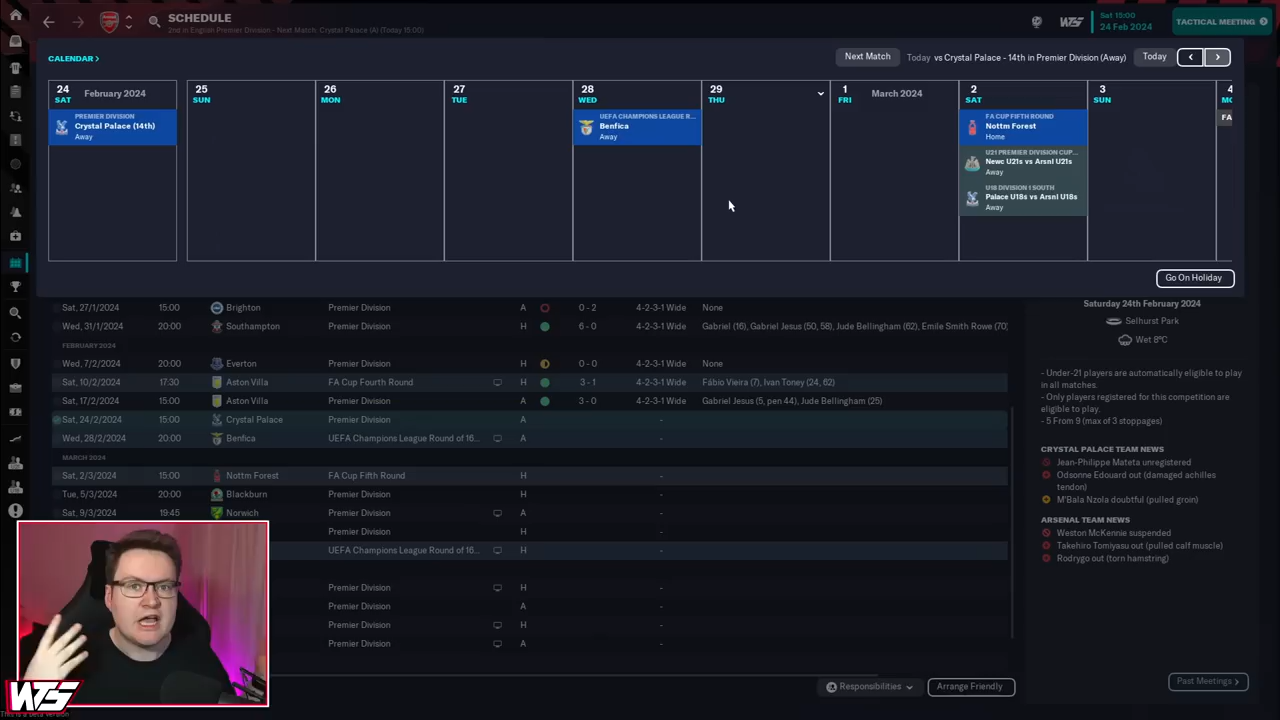 SCHEDULE
2nd in English Premier Division - Next Match: Crystal Palace (A) (Today 15:00)
WTS
Sat 15:00
24 Feb 2024
TACTICAL MEETING
CALENDAR
Next Match
Today vs Crystal Palace - 14th in Premier Division (Away)
Today
24 SAT February 2024
25 SUN
26 MON
27 TUE
28 WED
29 THU
1 FRI March 2024
2 SAT
3 SUN
4
PREMIER DIVISION
Crystal Palace (14th)
Away
UEFA CHAMPIONS LEAGUE R...
Benfica
Away
FA CUP FIFTH ROUND
Nottm Forest
Home
U21 PREMIER DIVISION CUP...
Newc U21s vs Arsnl U21s
Away
U18 DIVISION 1 SOUTH
Palace U18s vs Arsnl U18s
Away
FA
Go On Holiday
Sat, 27/1/2024 15:00 Brighton Premier Division A 0 - 2 4-2-3-1 Wide None
Wed, 31/1/2024 20:00 Southampton Premier Division H 6 - 0 4-2-3-1 Wide Gabriel (16), Gabriel Jesus (50, 58), Jude Bellingham (62), Emile Smith Rowe (70)
FEBRUARY 2024
Wed, 7/2/2024 20:00 Everton Premier Division H 0 - 0 4-2-3-1 Wide None
Sat, 10/2/2024 17:30 Aston Villa FA Cup Fourth Round H 3 - 1 4-2-3-1 Wide Fábio Vieira (7), Ivan Toney (24, 62)
Sat, 17/2/2024 15:00 Aston Villa Premier Division A 3 - 0 4-2-3-1 Wide Gabriel Jesus (5, pen 44), Jude Bellingham (25)
Sat, 24/2/2024 15:00 Crystal Palace Premier Division A -
Wed, 28/2/2024 20:00 Benfica UEFA Champions League Round of 16... A -
MARCH 2024
Sat, 2/3/2024 15:00 Nottm Forest FA Cup Fifth Round H -
Tue, 5/3/2024 20:00 Blackburn Premier Division H -
Sat, 9/3/2024 19:45 Norwich Premier Division A -
Premier Division H -
UEFA Champions League Round of 16... H -
Premier Division H -
Premier Division A -
Premier Division H -
Premier Division A -
Saturday 24th February 2024
Selhurst Park
Wet 8°C
- Under-21 players are automatically eligible to play
in all matches.
- Only players registered for this competition are
eligible to play.
- 5 From 9 (max of 3 stoppages)
CRYSTAL PALACE TEAM NEWS
Jean-Philippe Mateta unregistered
Odsonne Edouard out (damaged achilles
tendon)
M'Bala Nzola doubtful (pulled groin)
ARSENAL TEAM NEWS
Weston McKennie suspended
Takehiro Tomiyasu out (pulled calf muscle)
Rodrygo out (torn hamstring)
Responsibilities
Arrange Friendly
Past Meetings
WTS
This is a beta version